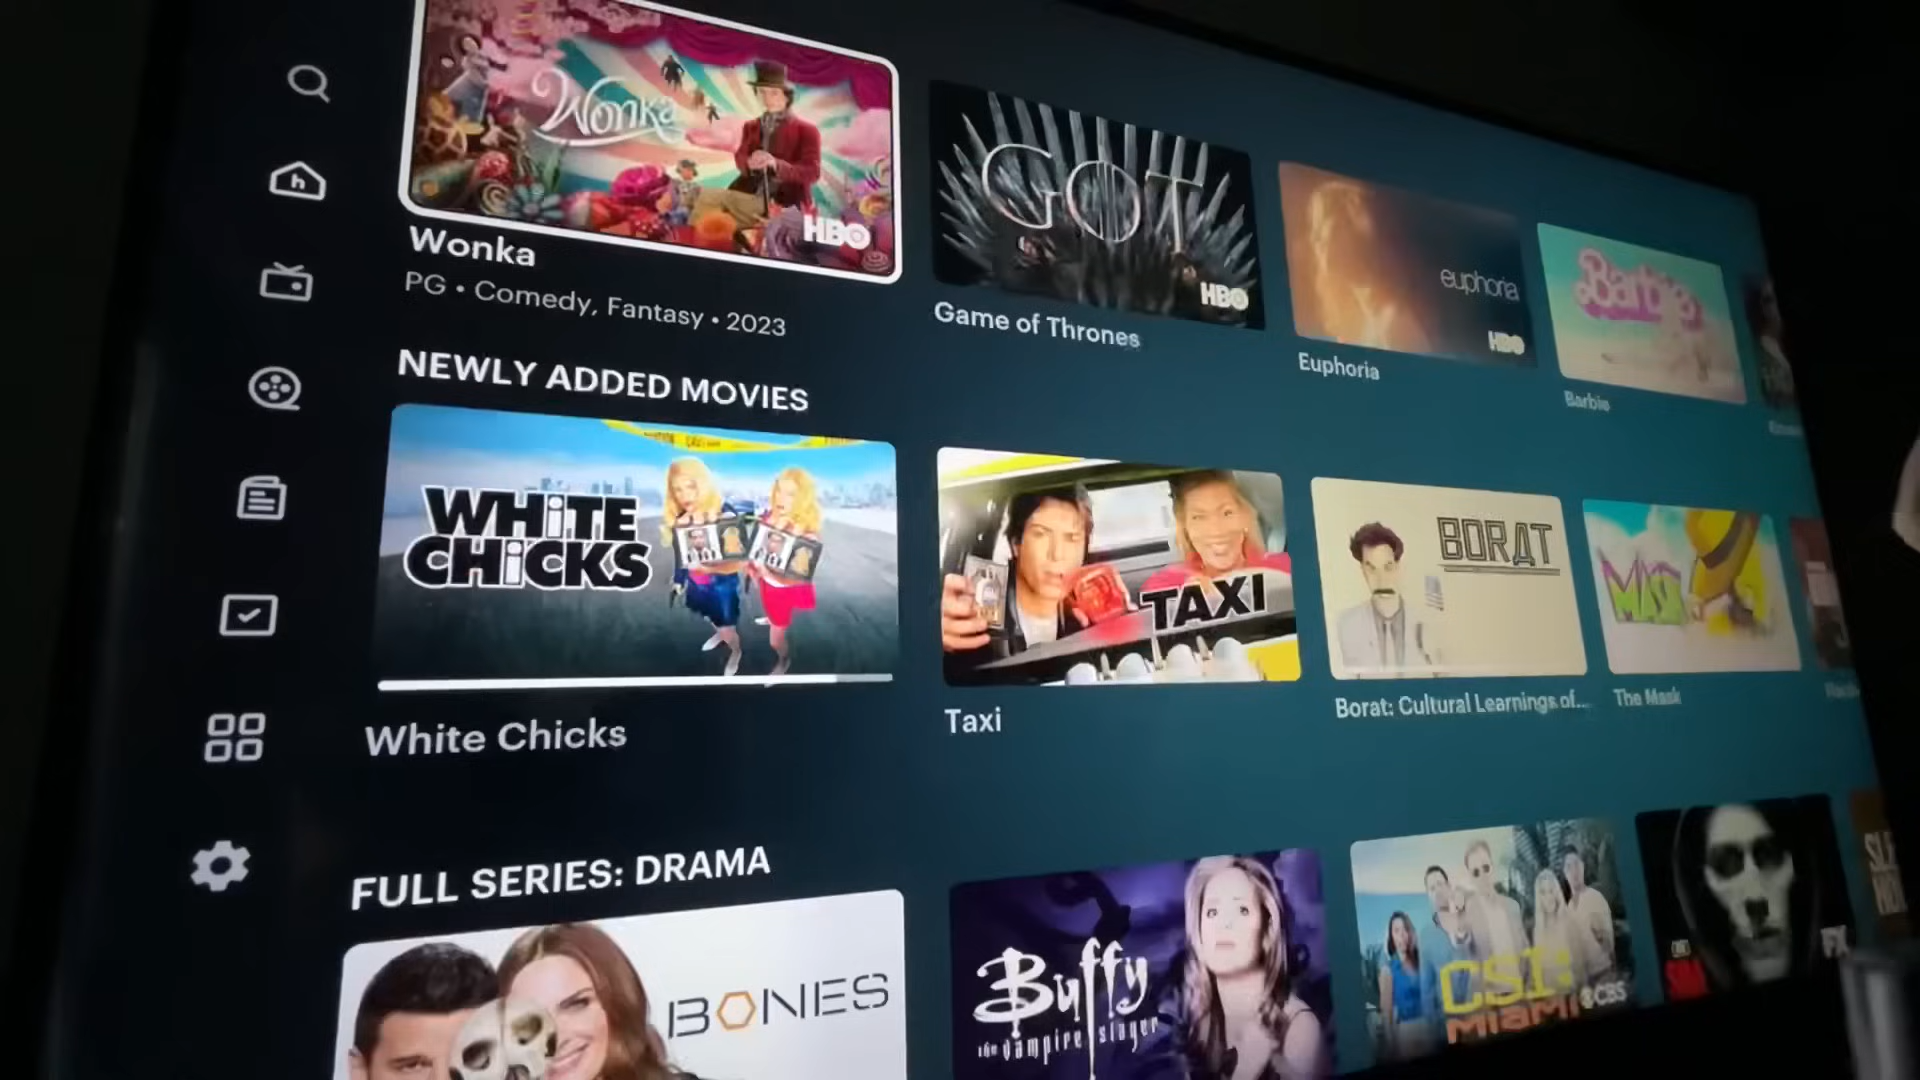 Wonka
HBO
Wonka
PG • Comedy, Fantasy • 2023
GOT
HBO
Game of Thrones
euphoria
HBO
Euphoria
Barbie
Barbie
NEWLY ADDED MOVIES
WHiTE
CHiCKS
White Chicks
TAXI
Taxi
BORAT
Borat: Cultural Learnings of...
MASK
The Mask
h
FULL SERIES: DRAMA
BONES
Buffy
the vampire slayer
CSI:
MIAMI
CBS
FX